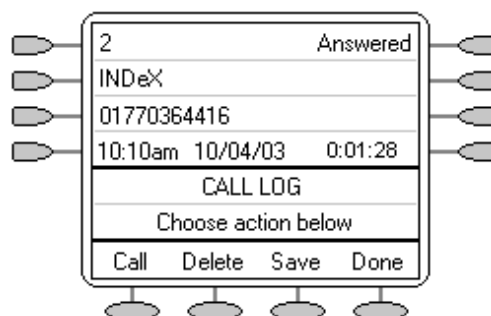 2 Answered
INDeX
01770364416
10:10am 10/04/03 0:01:28
CALL LOG
Choose action below
Call Delete Save Done